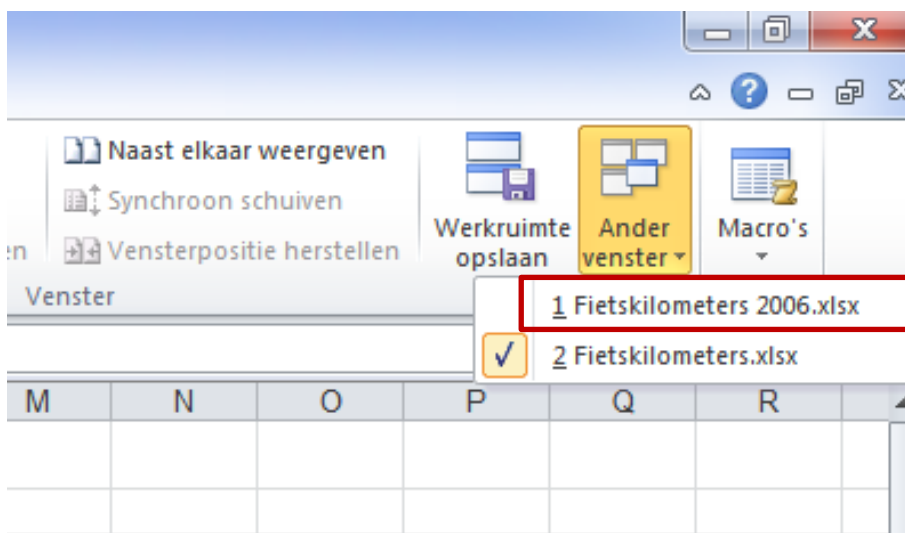 Naast elkaar weergeven
Synchroon schuiven
en Vensterpositie herstellen
Venster
Werkruimte
opslaan
Ander
venster
Macro's
1 Fietskilometers 2006.xlsx
2 Fietskilometers.xlsx
M N O P Q R